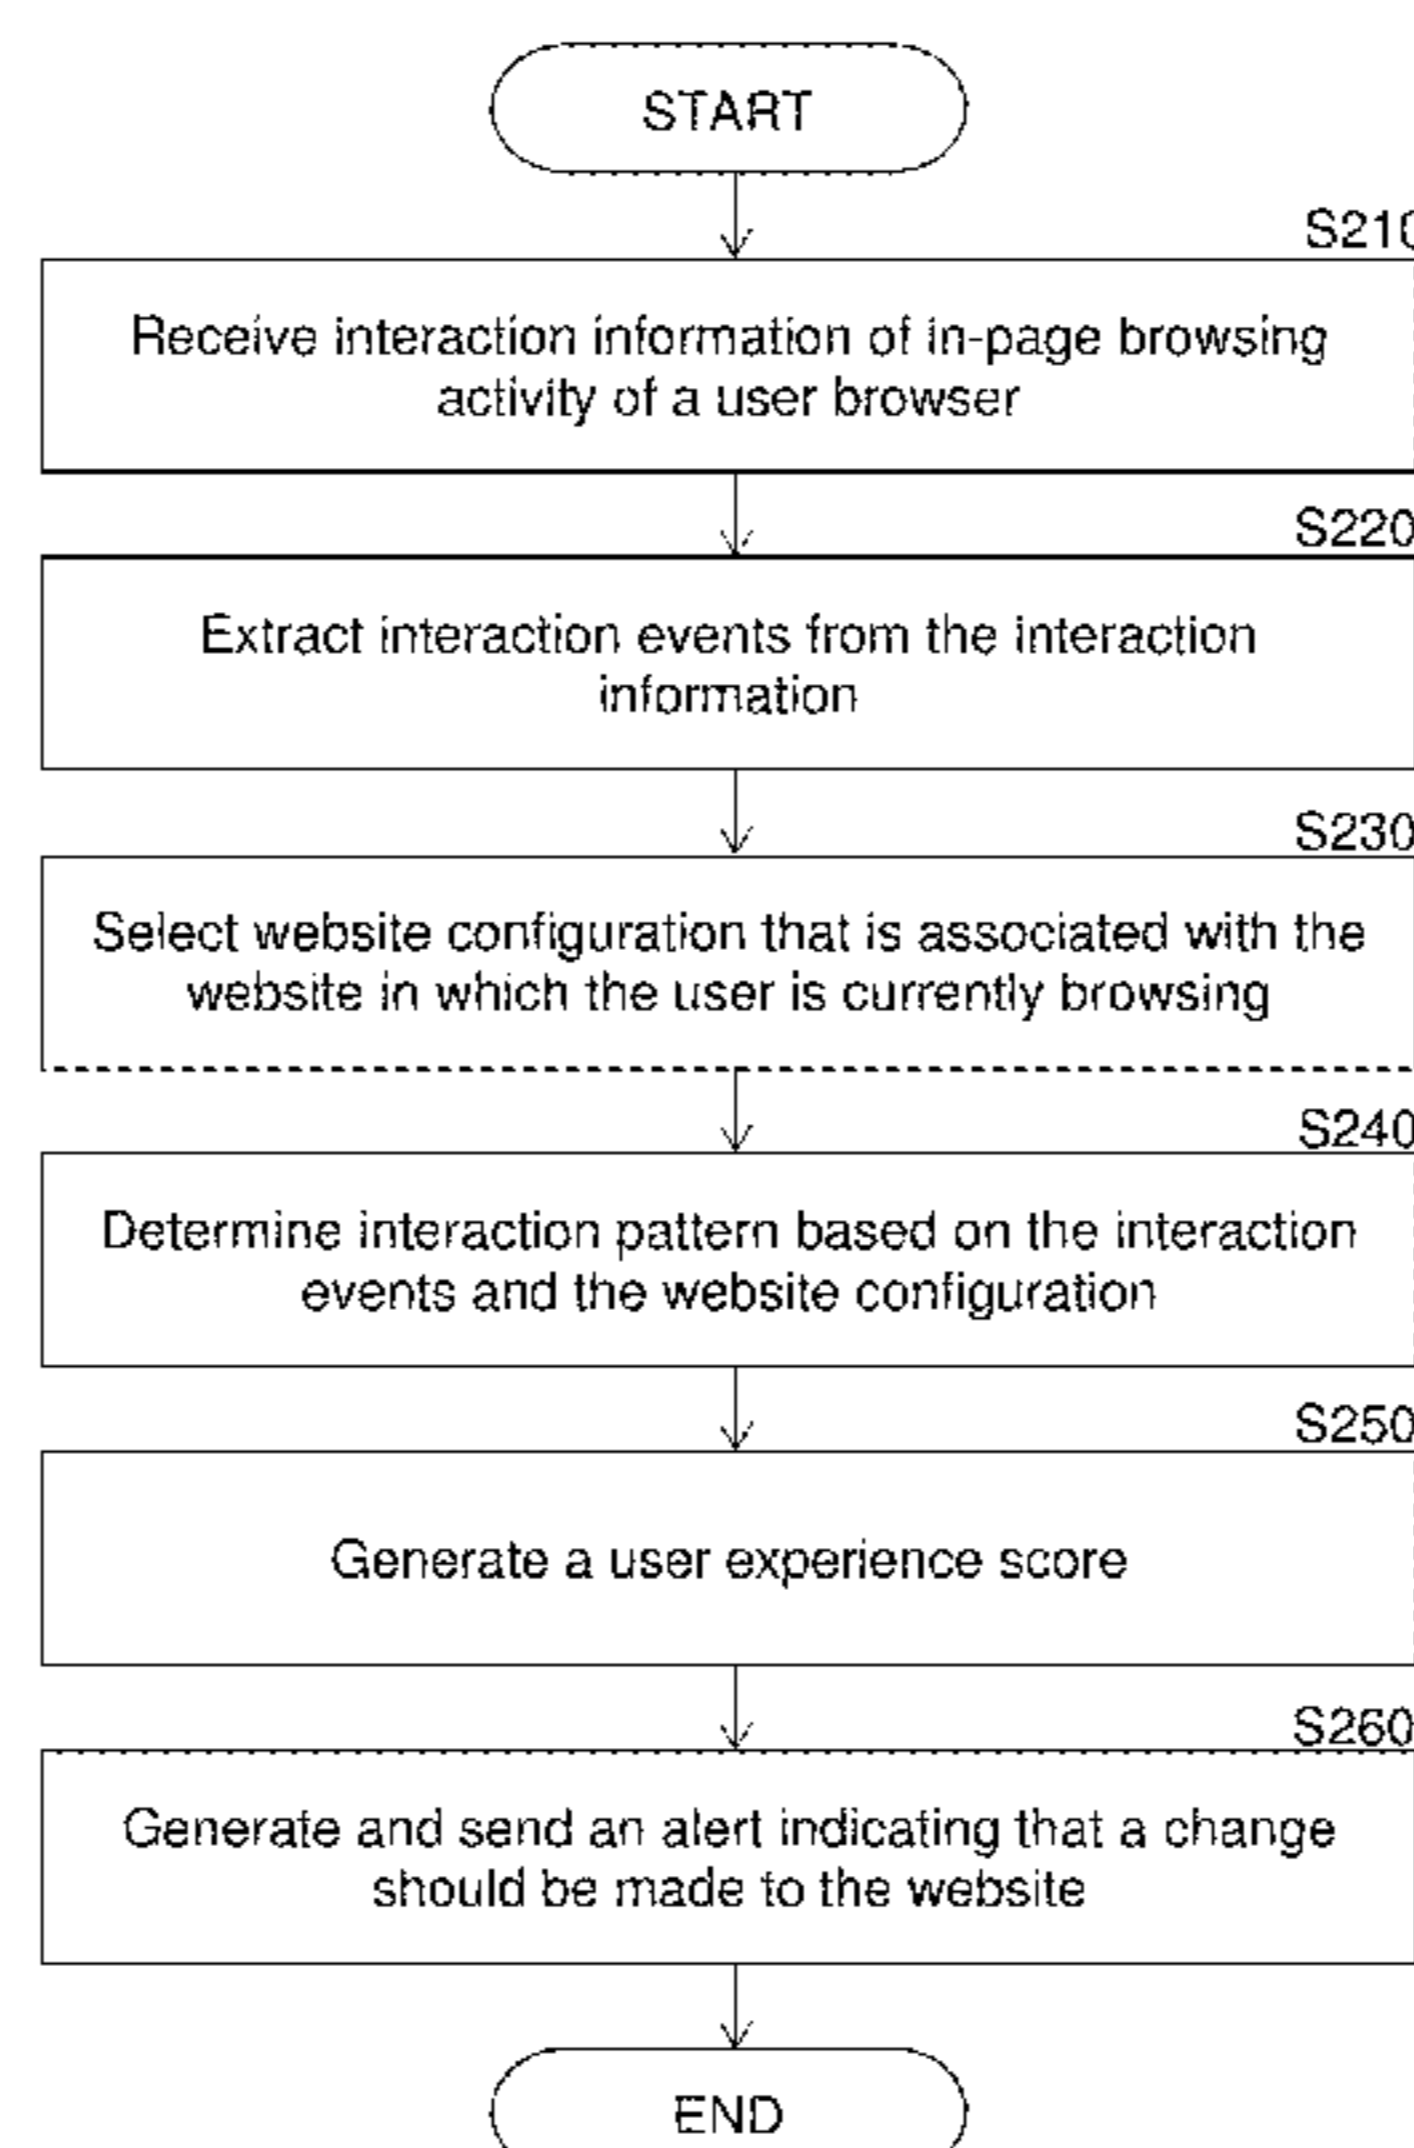 START
S210
Receive interaction information of in-page browsing
activity of a user browser
S220
Extract interaction events from the interaction
information
S230
Select website configuration that is associated with the
website in which the user is currently browsing
S240
Determine interaction pattern based on the interaction
events and the website configuration
S250
Generate a user experience score
S260
Generate and send an alert indicating that a change
should be made to the website
END